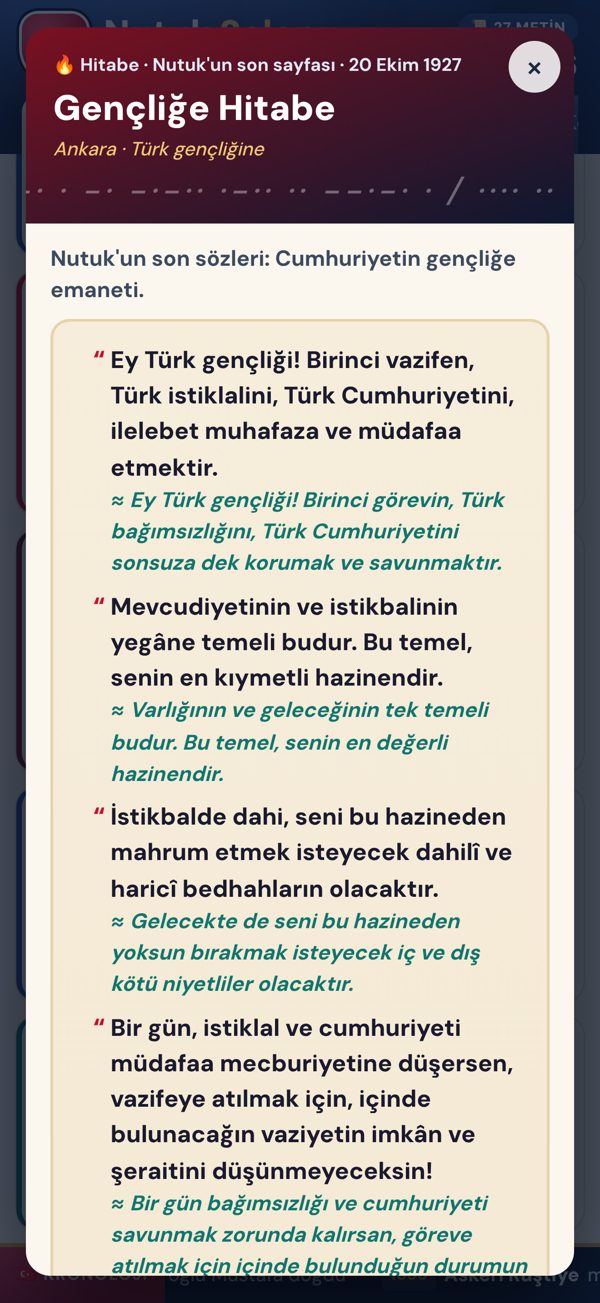 27 METİN
🔥 Hitabe · Nutuk'un son sayfası · 20 Ekim 1927
×
Gençliğe Hitabe
Ankara · Türk gençliğine
Nutuk'un son sözleri: Cumhuriyetin gençliğe
emaneti.
“ Ey Türk gençliği! Birinci vazifen,
Türk istiklalini, Türk Cumhuriyetini,
ilelebet muhafaza ve müdafaa
etmektir.
≈ Ey Türk gençliği! Birinci görevin, Türk
bağımsızlığını, Türk Cumhuriyetini
sonsuza dek korumak ve savunmaktır.
“ Mevcudiyetinin ve istikbalinin
yegâne temeli budur. Bu temel,
senin en kıymetli hazinendir.
≈ Varlığının ve geleceğinin tek temeli
budur. Bu temel, senin en değerli
hazinendir.
“ İstikbalde dahi, seni bu hazineden
mahrum etmek isteyecek dahilî ve
haricî bedhahların olacaktır.
≈ Gelecekte de seni bu hazineden
yoksun bırakmak isteyecek iç ve dış
kötü niyetliler olacaktır.
“ Bir gün, istiklal ve cumhuriyeti
müdafaa mecburiyetine düşersen,
vazifeye atılmak için, içinde
bulunacağın vaziyetin imkân ve
şeraitini düşünmeyeceksin!
≈ Bir gün bağımsızlığı ve cumhuriyeti
savunmak zorunda kalırsan, göreve
atılmak için içinde bulunduğun durumun